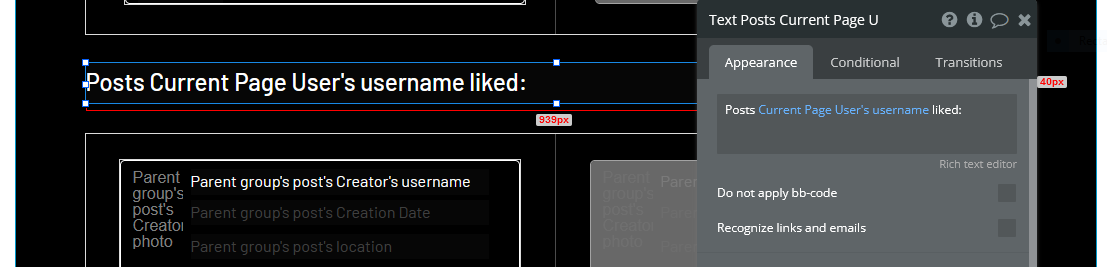 Text Posts Current Page U
Appearance
Conditional
Transitions
Posts Current Page User's username liked:
40px
Posts Current Page User's username liked:
939px
Rich text editor
Do not apply bb-code
Recognize links and emails
Parent
group's
post's
Creator
photo
Parent group's post's Creator's username
Parent group's post's Creation Date
Parent group's post's location
Parent
group's
post's
Creator
photo
Parent